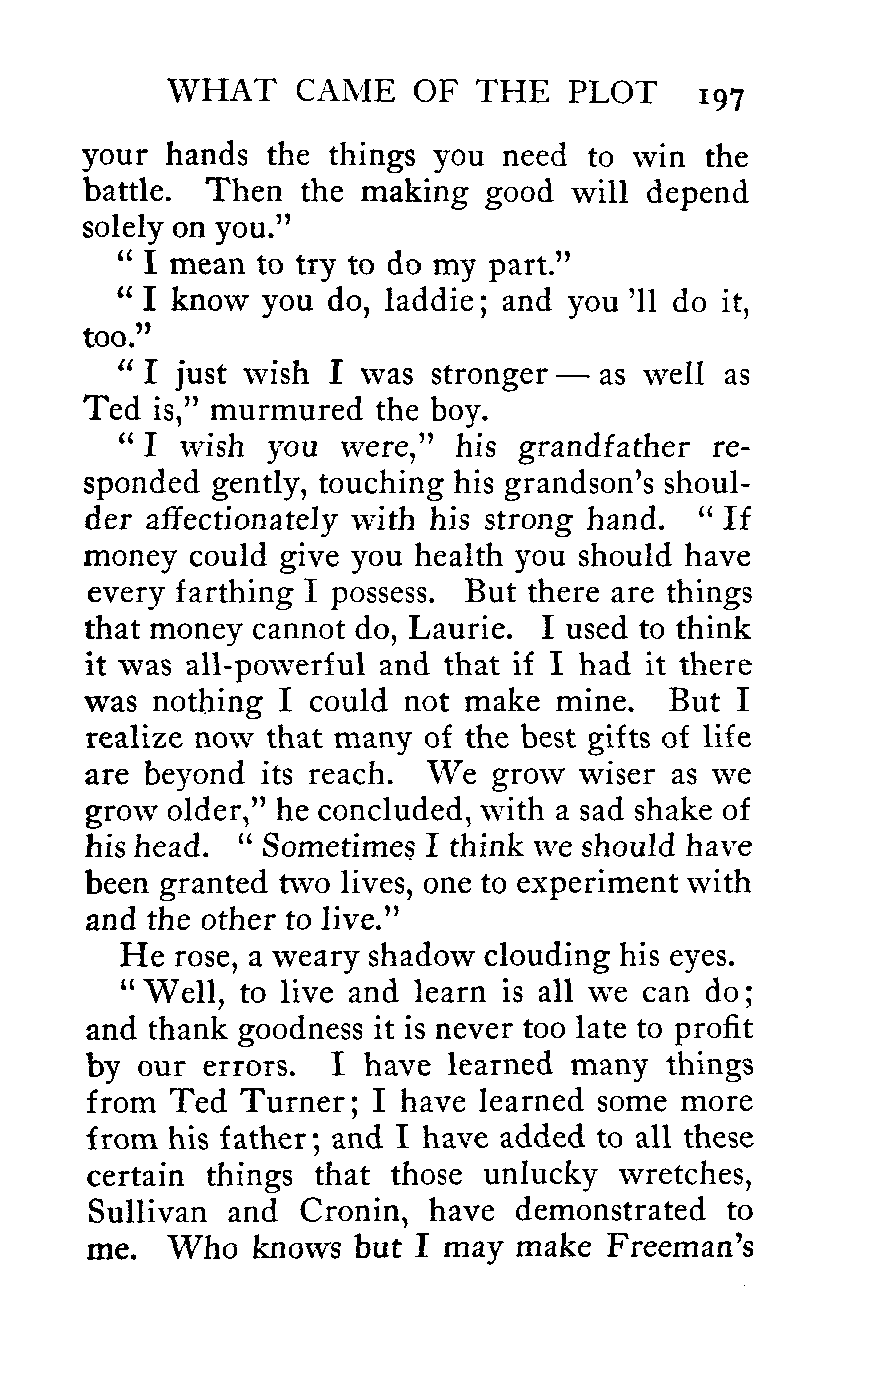 WHAT CAME OF THE PLOT 197
your hands the things you need to win the
battle. Then the making good will depend
solely on you."
" I mean to try to do my part."
" I know you do, laddie; and you 'll do it,
too."
" I just wish I was stronger — as well as
Ted is," murmured the boy.
" I wish you were," his grandfather re-
sponded gently, touching his grandson's shoul-
der affectionately with his strong hand. " If
money could give you health you should have
every farthing I possess. But there are things
that money cannot do, Laurie. I used to think
it was all-powerful and that if I had it there
was nothing I could not make mine. But I
realize now that many of the best gifts of life
are beyond its reach. We grow wiser as we
grow older," he concluded, with a sad shake of
his head. " Sometimes I think we should have
been granted two lives, one to experiment with
and the other to live."
He rose, a weary shadow clouding his eyes.
" Well, to live and learn is all we can do;
and thank goodness it is never too late to profit
by our errors. I have learned many things
from Ted Turner; I have learned some more
from his father; and I have added to all these
certain things that those unlucky wretches,
Sullivan and Cronin, have demonstrated to
me. Who knows but I may make Freeman's